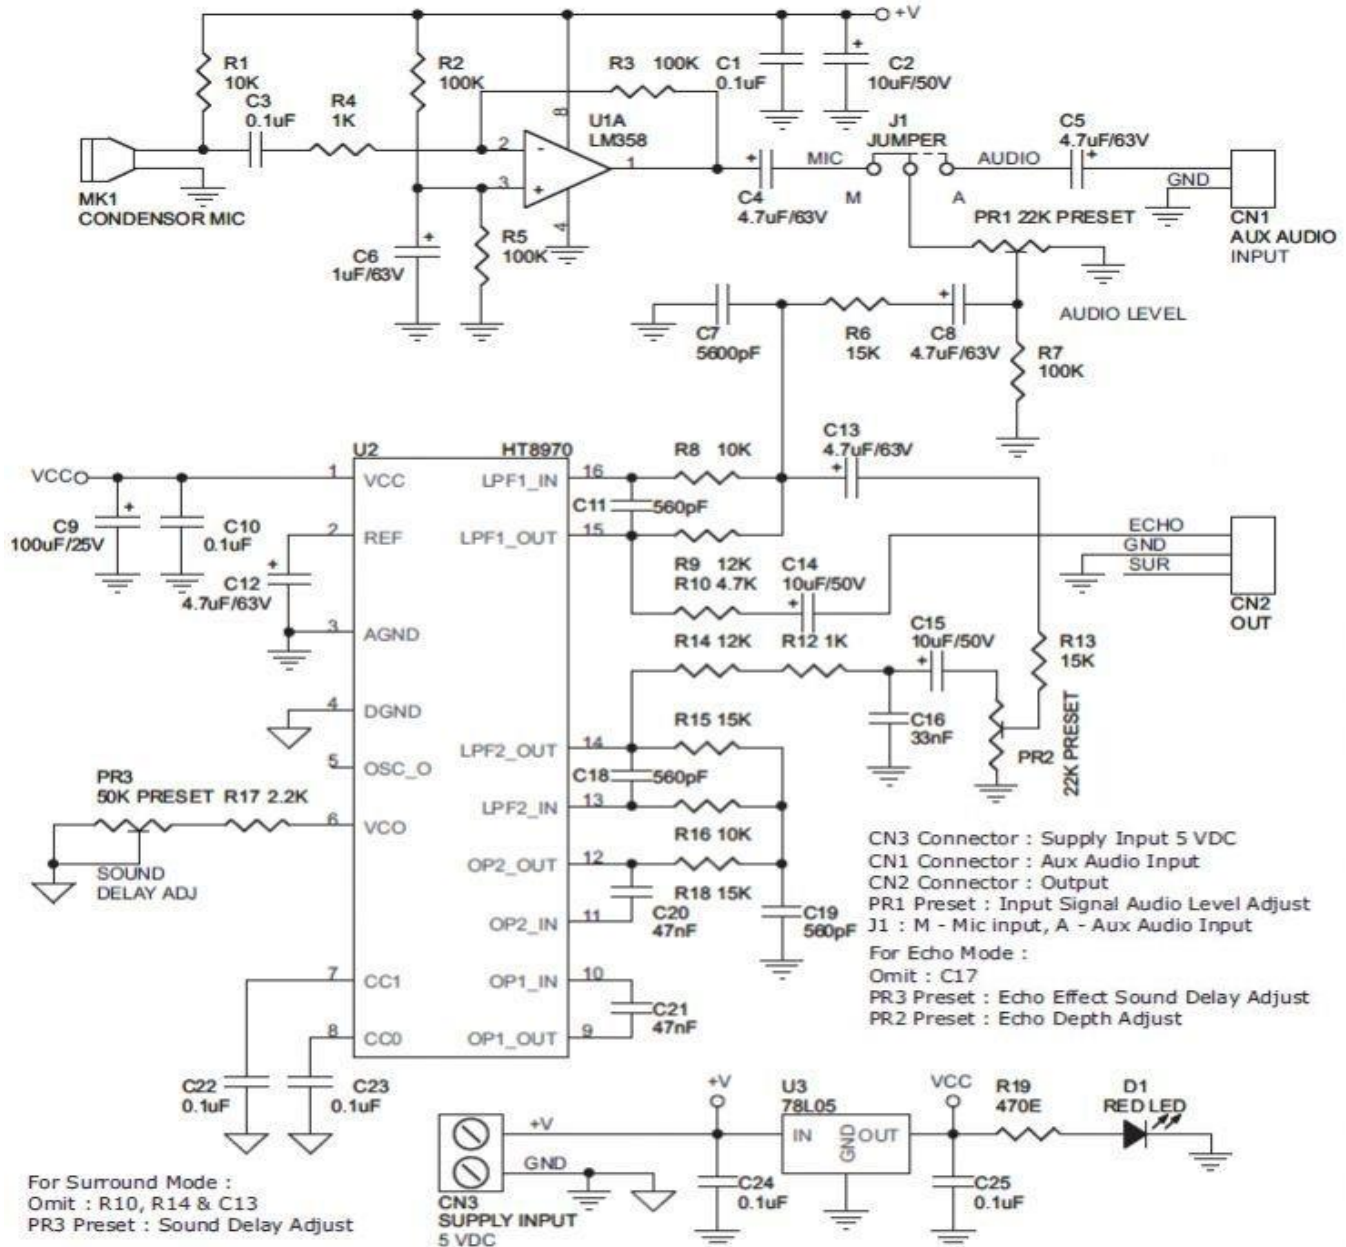 +V
R1
10K
R2
100K
R3 100K
C1
0.1uF
C2
10uF/50V
C3
0.1uF
R4
1K
8
U1A
LM358
2
-
3
+
1
4
J1
JUMPER
C5
4.7uF/63V
MK1
CONDENSOR MIC
+
MIC
AUDIO
+
GND
C4
4.7uF/63V
M
A
PR1 22K PRESET
CN1
AUX AUDIO
INPUT
+
C6
1uF/63V
R5
100K
AUDIO LEVEL
C7
5600pF
R6
15K
+
C8
4.7uF/63V
R7
100K
U2
HT8970
R8 10K
C13
4.7uF/63V
+
VCC
1
VCC
LPF1_IN
16
+
C9
100uF/25V
C10
0.1uF
C11
560pF
2
REF
LPF1_OUT
15
ECHO
GND
SUR
CN2
OUT
R9 12K
R10 4.7K
C14
10uF/50V
+
+
C12
4.7uF/63V
3
AGND
R14 12K
R12 1K
C15
10uF/50V
+
R13
15K
4
DGND
R15 15K
C16
33nF
PR2
22K PRESET
LPF2_OUT
14
5
OSC_O
C18
560pF
PR3
50K PRESET
R17 2.2K
LPF2_IN
13
6
VCO
R16 10K
SOUND
DELAY ADJ
OP2_OUT
12
R18 15K
C20
47nF
C19
560pF
OP2_IN
11
CN3 Connector : Supply Input 5 VDC
CN1 Connector : Aux Audio Input
CN2 Connector : Output
PR1 Preset : Input Signal Audio Level Adjust
J1 : M - Mic input, A - Aux Audio Input
For Echo Mode :
Omit : C17
PR3 Preset : Echo Effect Sound Delay Adjust
PR2 Preset : Echo Depth Adjust
7
CC1
OP1_IN
10
C21
47nF
8
CC0
OP1_OUT
9
C22
0.1uF
C23
0.1uF
+V
U3
78L05
VCC
R19
470E
D1
RED LED
+V
IN
GND
OUT
GND
C24
0.1uF
C25
0.1uF
CN3
SUPPLY INPUT
5 VDC
For Surround Mode :
Omit : R10, R14 & C13
PR3 Preset : Sound Delay Adjust